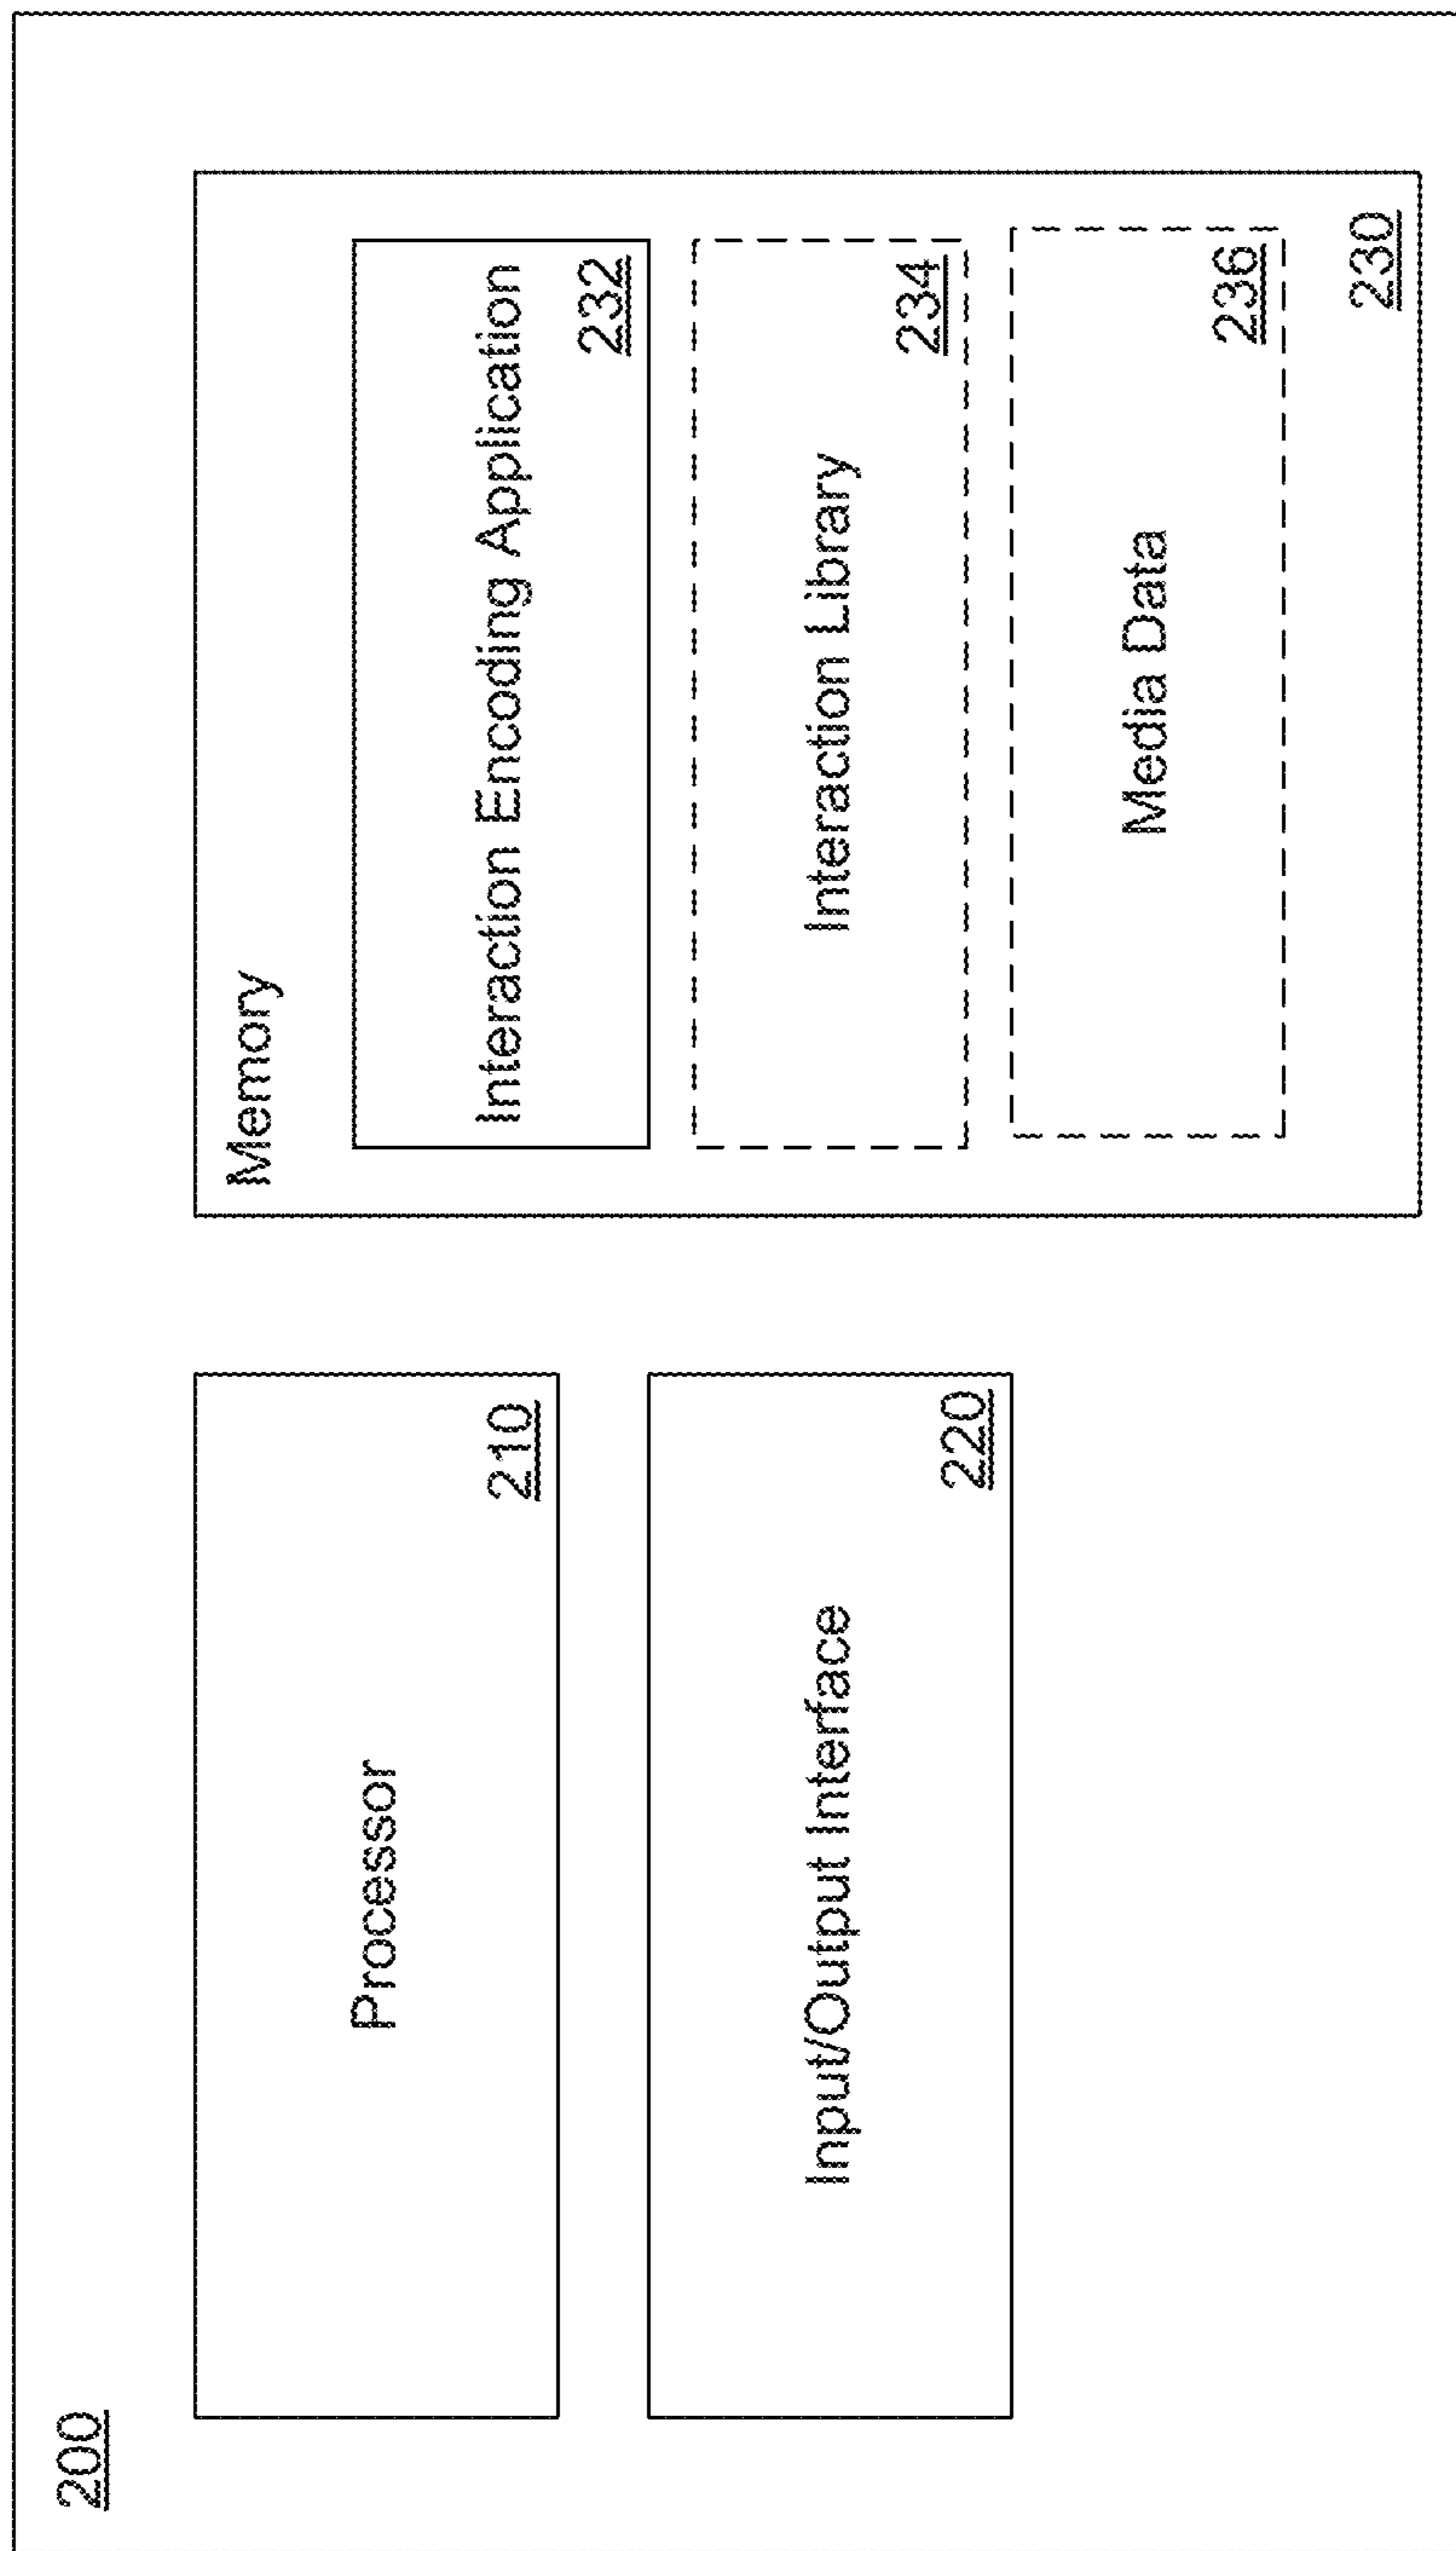 200
Processor
210
Input/Output Interface
220
Memory
Interaction Encoding Application
232
Interaction Library
234
Media Data
236
230